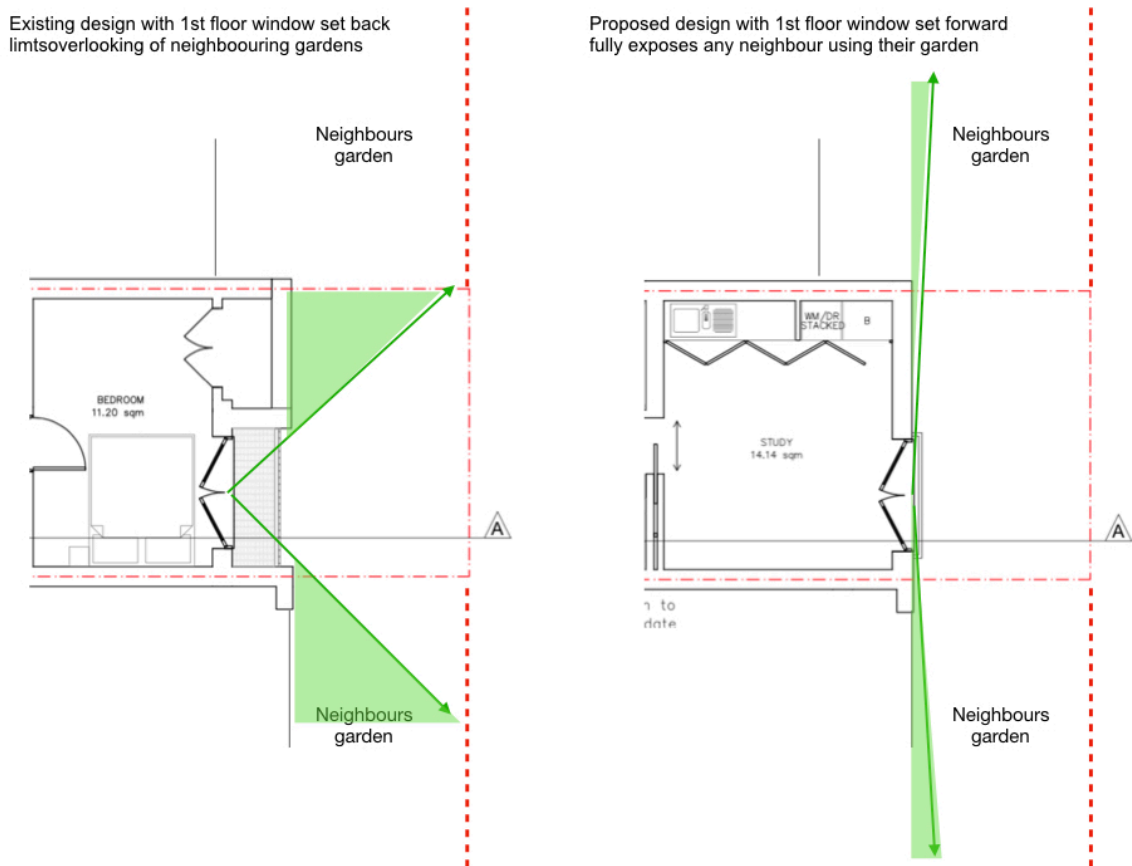 Existing design with 1st floor window set back
limtsoverlooking of neighboouring gardens
Proposed design with 1st floor window set forward
fully exposes any neighbour using their garden
Neighbours
garden
Neighbours
garden
BEDROOM
11.20 sqm
A
WM/DR
STACKED
B
STUDY
14.14 sqm
A
to
Neighbours
garden
Neighbours
garden